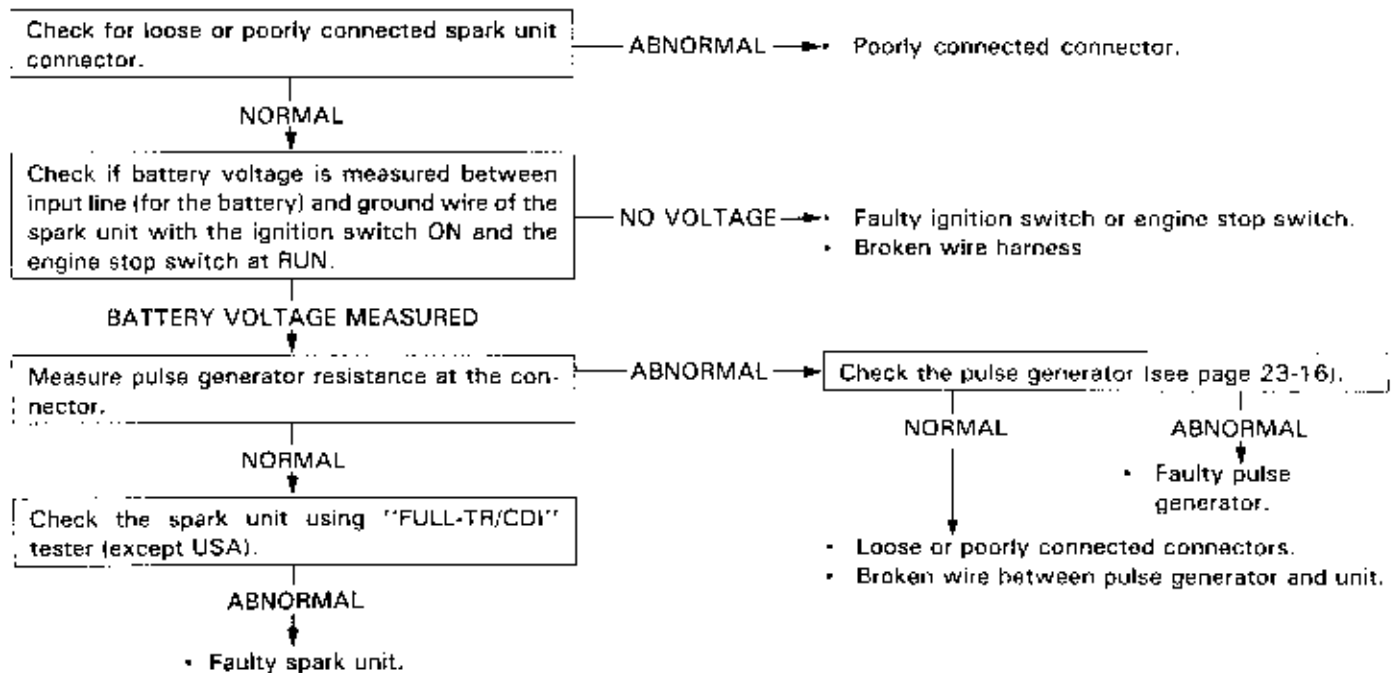 Check for loose or poorly connected spark unit
connector.
ABNORMAL
• Poorly connected connector.
NORMAL
Check if battery voltage is measured between
input line (for the battery) and ground wire of the
spark unit with the ignition switch ON and the
engine stop switch at RUN.
NO VOLTAGE
• Faulty ignition switch or engine stop switch.
• Broken wire harness
BATTERY VOLTAGE MEASURED
Measure pulse generator resistance at the con-
nector.
ABNORMAL
Check the pulse generator (see page 23-16).
NORMAL
ABNORMAL
• Faulty pulse
generator.
• Loose or poorly connected connectors.
• Broken wire between pulse generator and unit.
NORMAL
Check the spark unit using ''FULL-TR/CDI''
tester (except USA).
ABNORMAL
• Faulty spark unit.